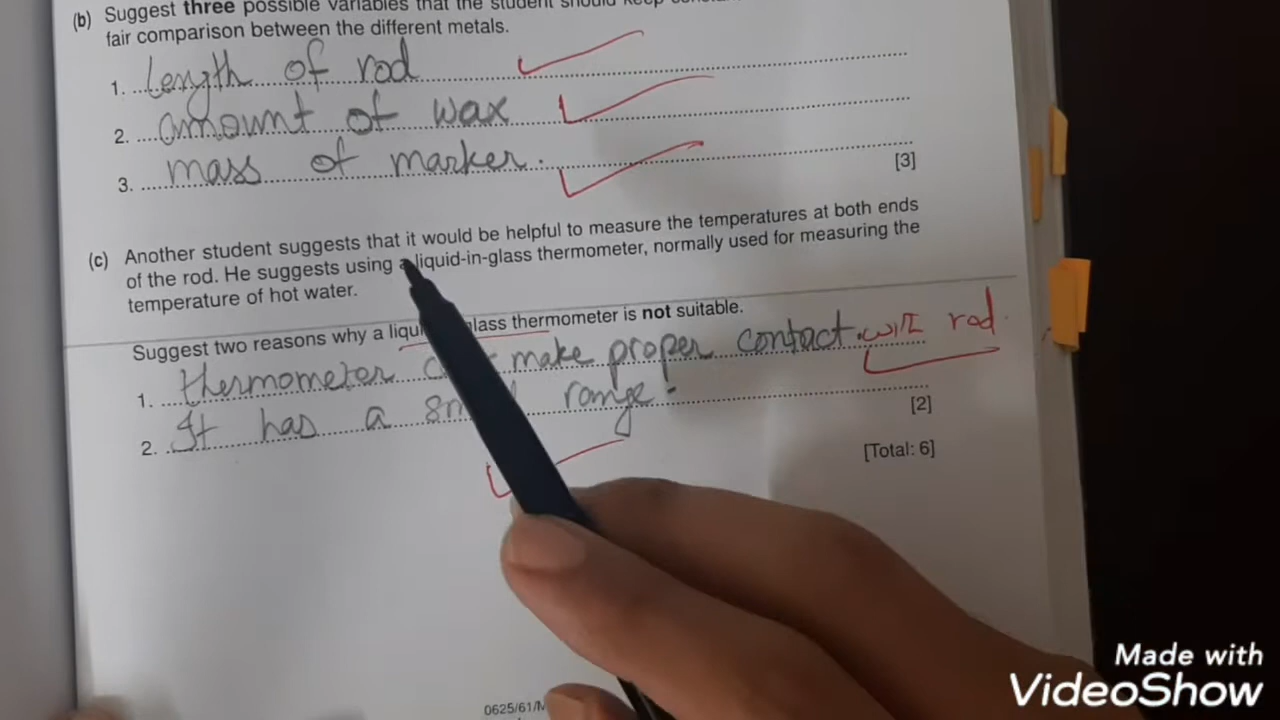 (b) Suggest three possible variables that the student should keep
fair comparison between the different metals.
1. Length of rod
2. amount of wax
3. mass of marker.
[3]
(c) Another student suggests that it would be helpful to measure the temperatures at both ends
of the rod. He suggests using a liquid-in-glass thermometer, normally used for measuring the
temperature of hot water.
Suggest two reasons why a glass thermometer is not suitable.
1. thermometer make proper contact. with rod
2. It has a range.
[2]
[Total: 6]
0625/61/M
Made with
VideoShow